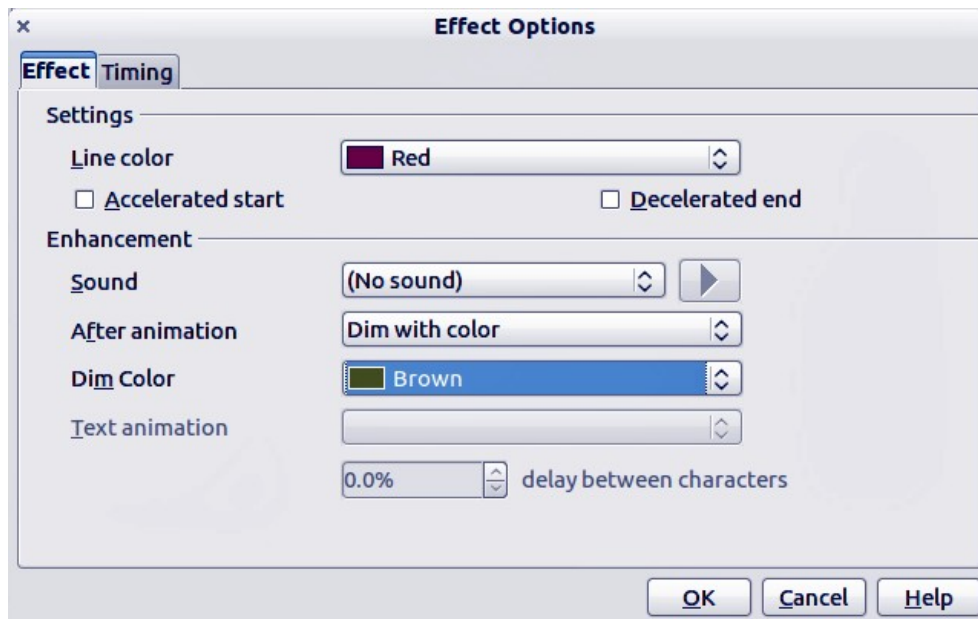 Effect Options
Effect Timing
Settings
Line color Red
Accelerated start Decelerated end
Enhancement
Sound (No sound)
After animation Dim with color
Dim Color Brown
Text animation
0.0% delay between characters
OK Cancel Help